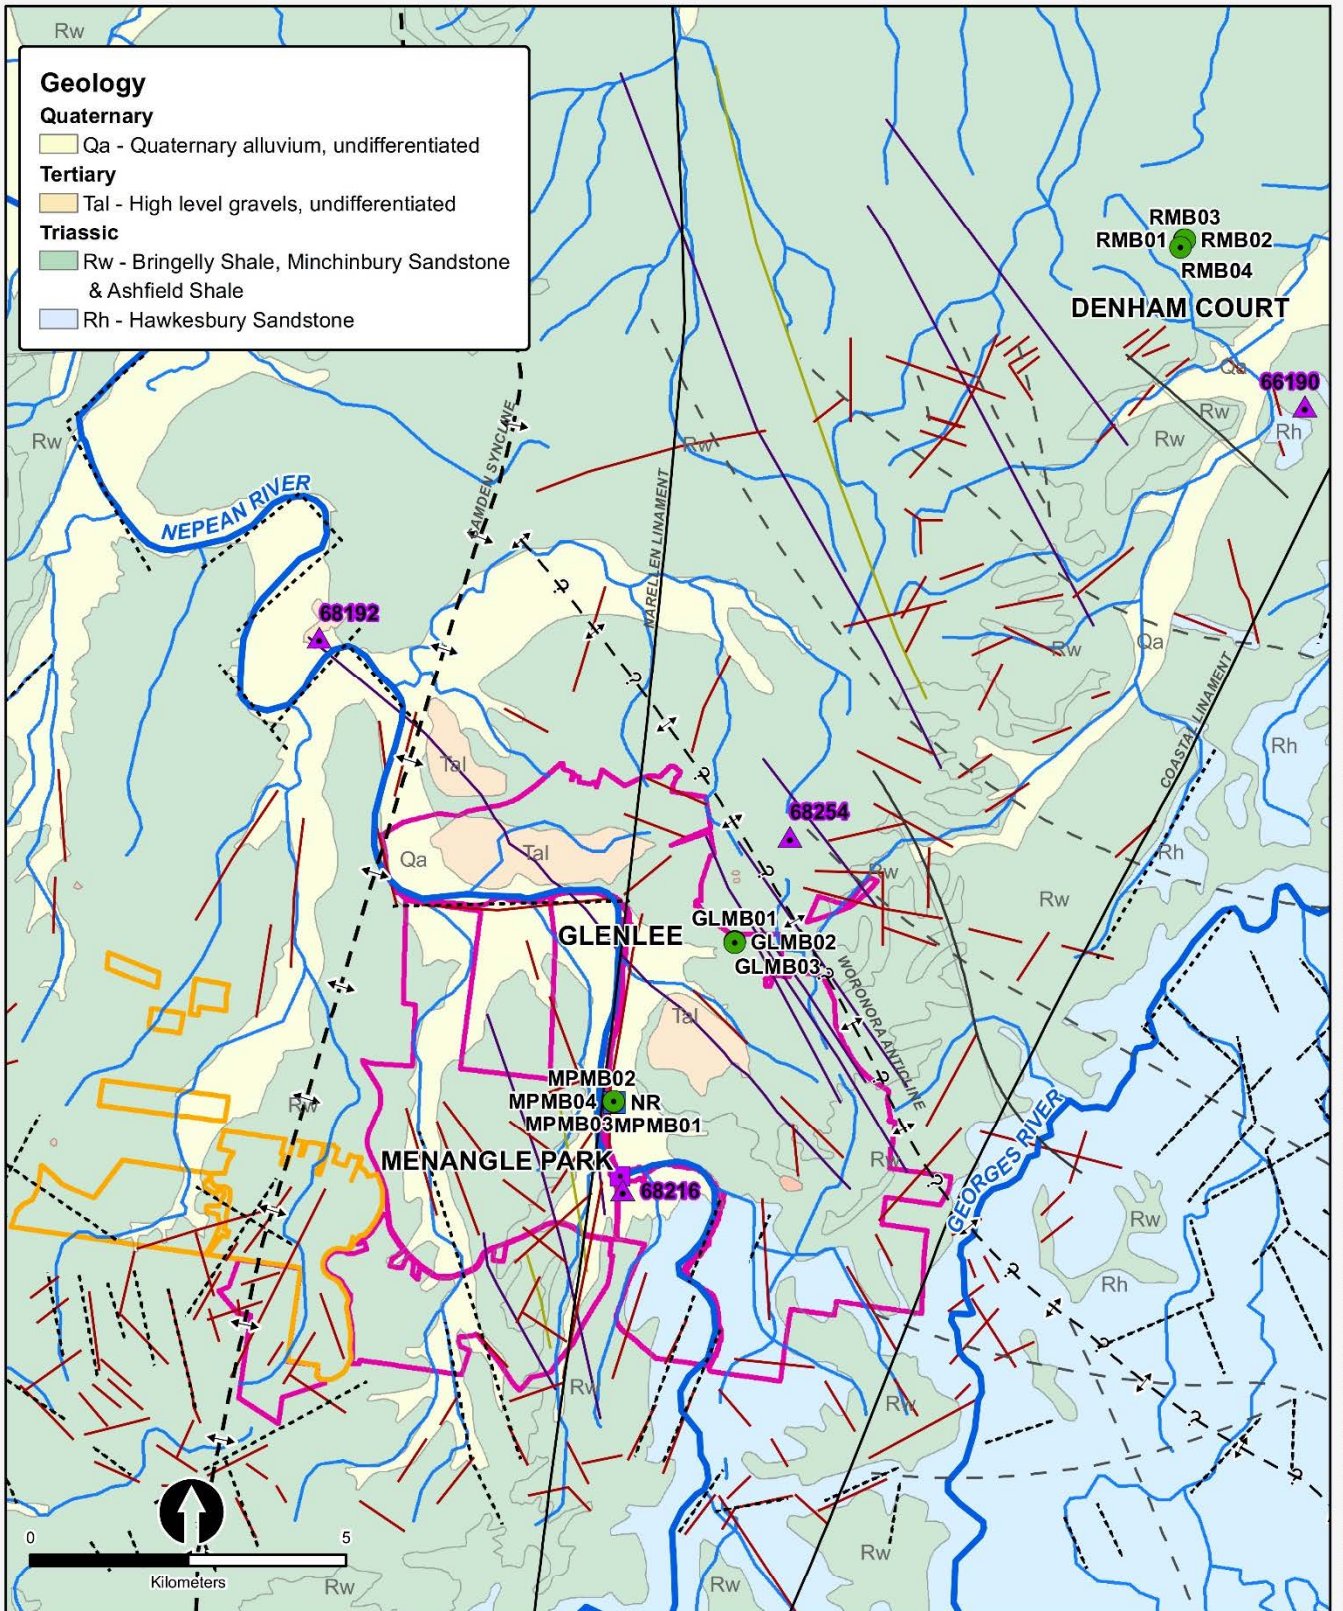 Rw
Geology
Quaternary
Qa - Quaternary alluvium, undifferentiated
Tertiary
Tal - High level gravels, undifferentiated
Triassic
Rw - Bringelly Shale, Minchinbury Sandstone
& Ashfield Shale
Rh - Hawkesbury Sandstone
RMB03
RMB01
RMB02
RMB04
DENHAM COURT
Qa
66190
Rw
Rh
Rw
Rw
Rw
CAMDEN SYNCLINE
NARELLEN LINAMENT
NEPEAN RIVER
68192
Rw
Qa
COASTAL LINAMENT
?
?
Rh
Tal
?
68254
Qa
Tal
?
Rw
Rh
Rw
GLMB01
GLENLEE
GLMB02
GLMB03
?
WORONORA ANTICLINE
Tal
?
MPMB02
MPMB04
NR
MPMB03
MPMB01
Rw
GEORGES RIVER
MENANGLE PARK
Rw
?
68216
Rw
?
Rh
?
Rw
Rw
?
?
0
5
Kilometers
Rw
Rw
Rw